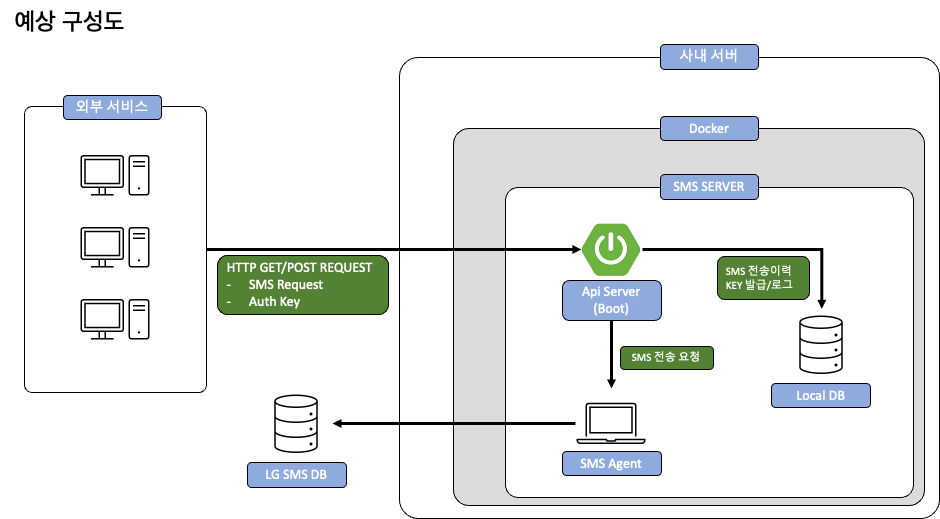 예상 구성도
사내 서버
외부 서비스
Docker
SMS SERVER
HTTP GET/POST REQUEST
- SMS Request
- Auth Key
SMS 전송이력
KEY 발급/로그
Api Server
(Boot)
SMS 전송 요청
Local DB
SMS Agent
LG SMS DB